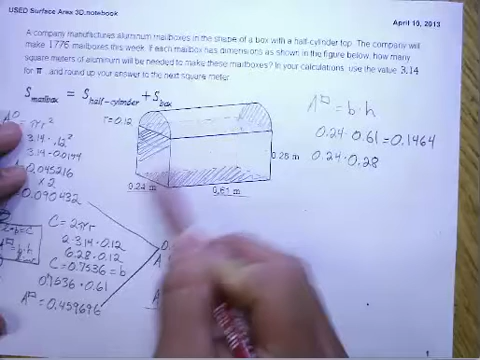 USED Surface Area 3D.notebook
April 10, 2013
A company manufactures aluminum mailboxes in the shape of a box with a half-cylinder top. The company will
make 1776 mailboxes this week. If each mailbox has dimensions as shown in the figure below, how many
square meters of aluminum will be needed to make these mailboxes? In your calculations, use the value 3.14
for π and round up your answer to the next square meter.
S mailbox = S half-cylinder + S box
r=0.12
0.28 m
0.24 m
0.61 m
A▭ = b·h
0.24·0.61=0.1464
0.24·0.28
= πr²
3.14·.12²
3.14·0.0144
0.045216
x 2
0.090432
C=2πr
2·3.14·0.12
6.28·0.12
C=0.7536=b
0.7536·0.61
A▭=0.459696
=b·h